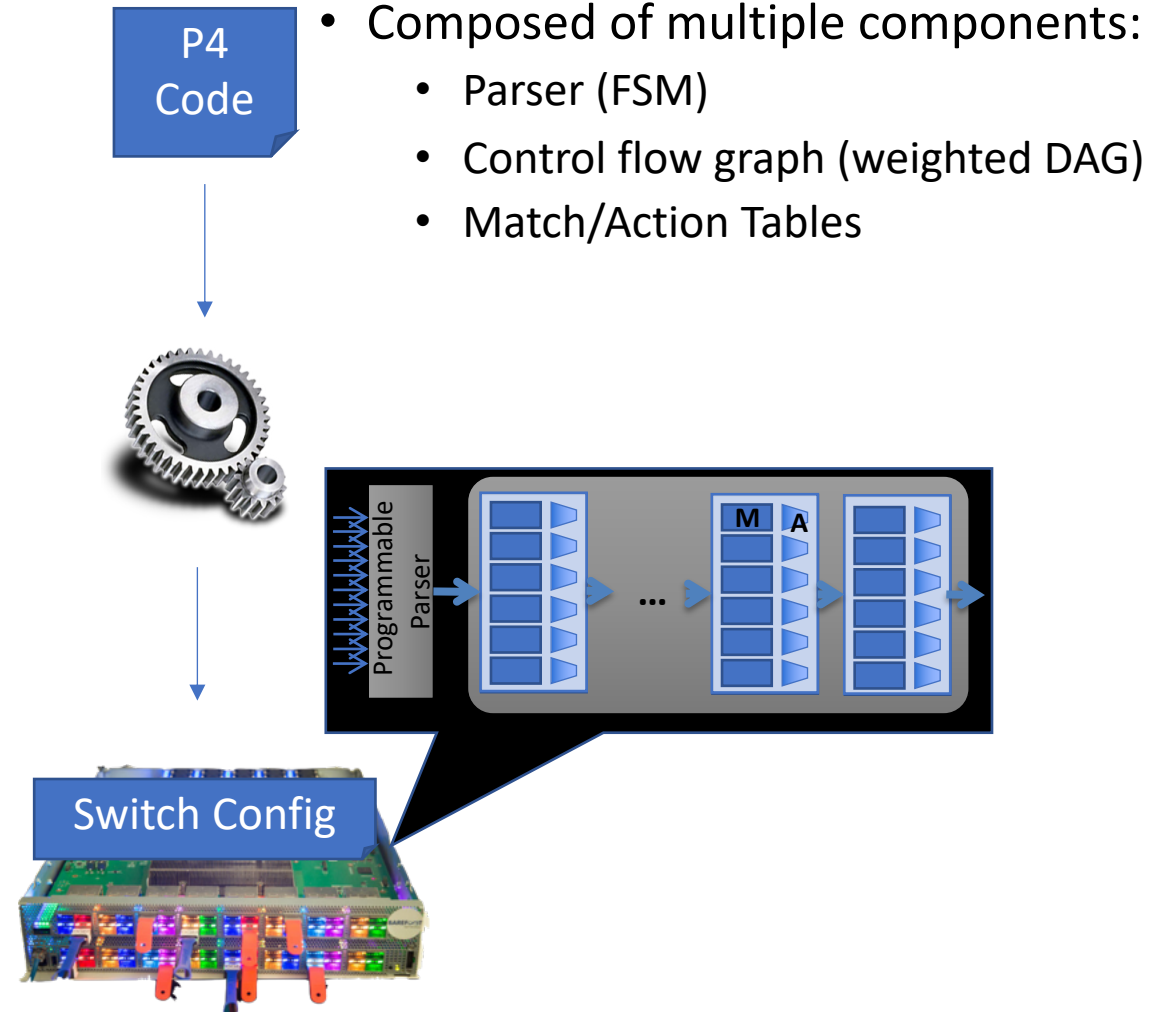 P4
Code
• Composed of multiple components:
• Parser (FSM)
• Control flow graph (weighted DAG)
• Match/Action Tables
Programmable
Parser
...
M
A
Switch Config